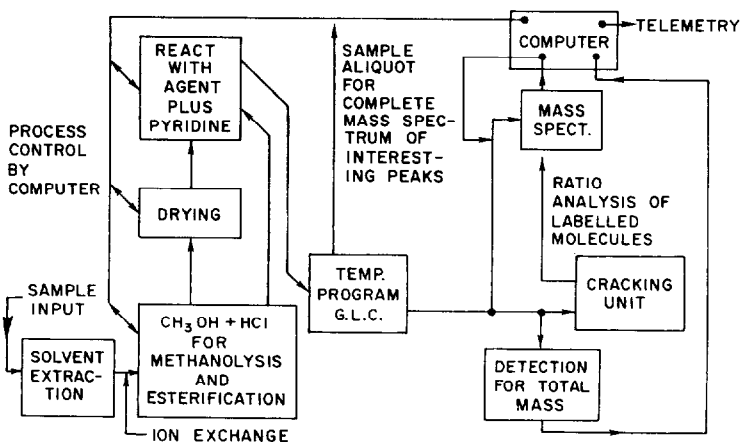 TELEMETRY
COMPUTER
REACT
WITH
AGENT
PLUS
PYRIDINE
SAMPLE
ALIQUOT
FOR
COMPLETE
MASS SPEC-
TRUM OF
INTEREST-
ING PEAKS
MASS
SPECT.
PROCESS
CONTROL
BY
COMPUTER
DRYING
RATIO
ANALYSIS OF
LABELLED
MOLECULES
TEMP.
PROGRAM
G.L.C.
CRACKING
UNIT
SAMPLE
INPUT
SOLVENT
EXTRAC-
TION
CH3 OH + HCl
FOR
METHANOLYSIS
AND
ESTERIFICATION
DETECTION
FOR TOTAL
MASS
ION EXCHANGE